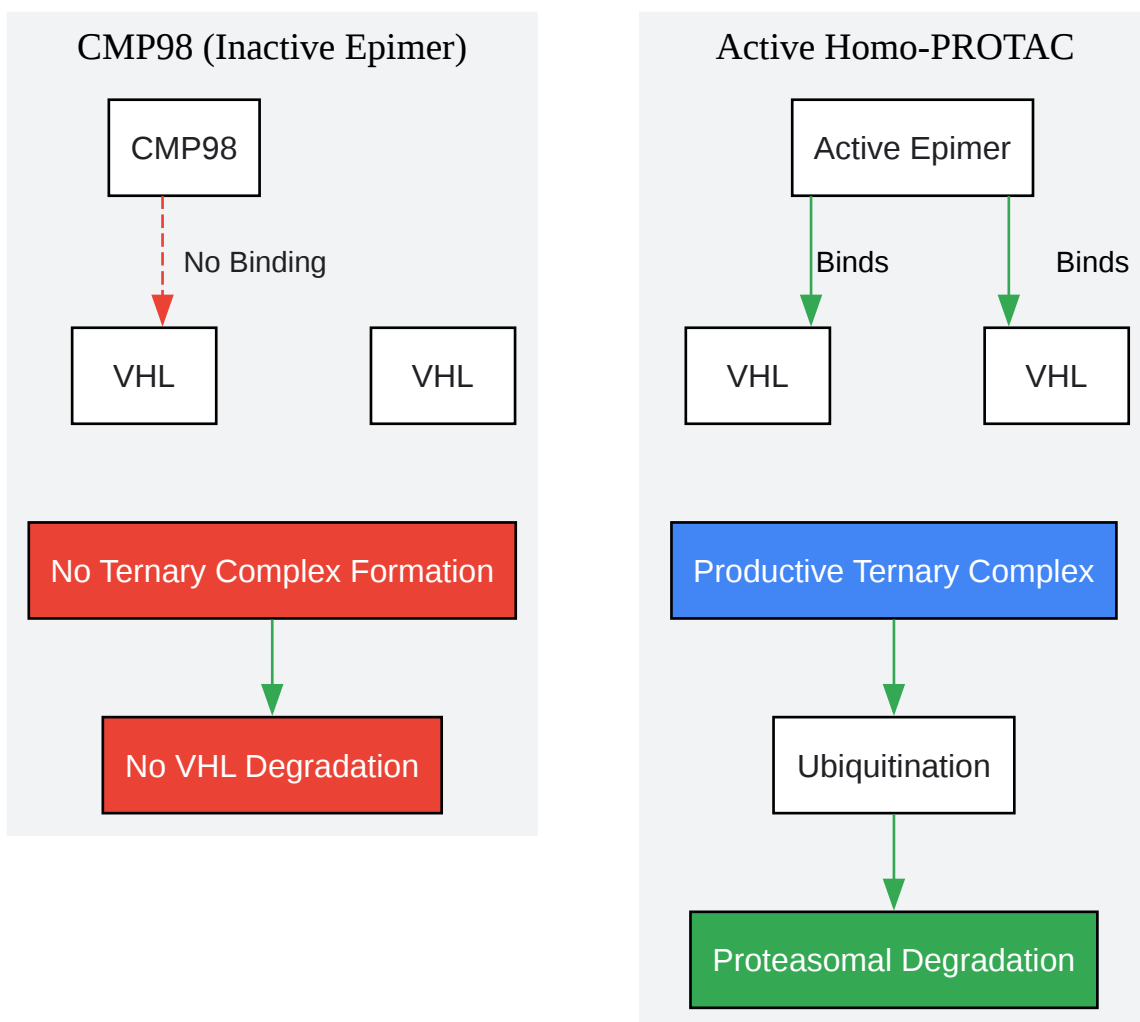 CMP98 (Inactive Epimer)
CMP98
No Binding
VHL
VHL
No Ternary Complex Formation
No VHL Degradation
Active Homo-PROTAC
Active Epimer
Binds
Binds
VHL
VHL
Productive Ternary Complex
Ubiquitination
Proteasomal Degradation